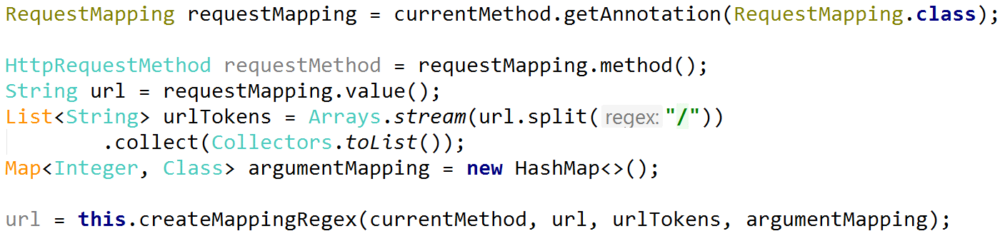 RequestMapping requestMapping = currentMethod.getAnnotation(RequestMapping.class);
HttpRequestMethod requestMethod = requestMapping.method();
String url = requestMapping.value();
List<String> urlTokens = Arrays.stream(url.split( regex: "/"))
.collect(Collectors.toList());
Map<Integer, Class> argumentMapping = new HashMap<>();
url = this.createMappingRegex(currentMethod, url, urlTokens, argumentMapping);